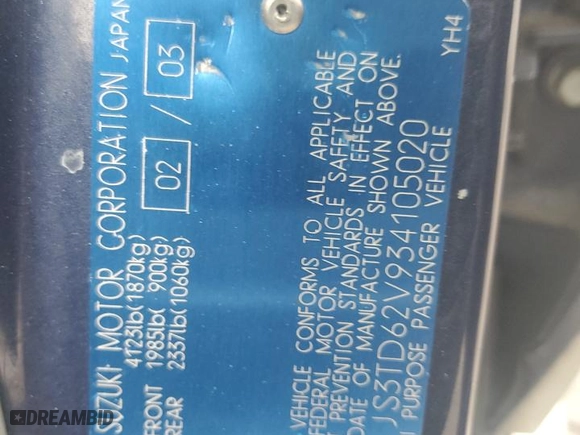 SUZUKI MOTOR CORPORATION JAPAN
4123lb(1870kg)
FRONT 1985lb( 900kg)
REAR 2337lb(1060kg)
02 / 03
VEHICLE CONFORMS TO ALL APPLICABLE
FEDERAL MOTOR VEHICLE SAFETY AND
T PREVENTION STANDARDS IN EFFECT ON
OF MANUFACTURE SHOWN ABOVE.
JS3TD62V934105020
PURPOSE PASSENGER VEHICLE
YH4
DREAMBID